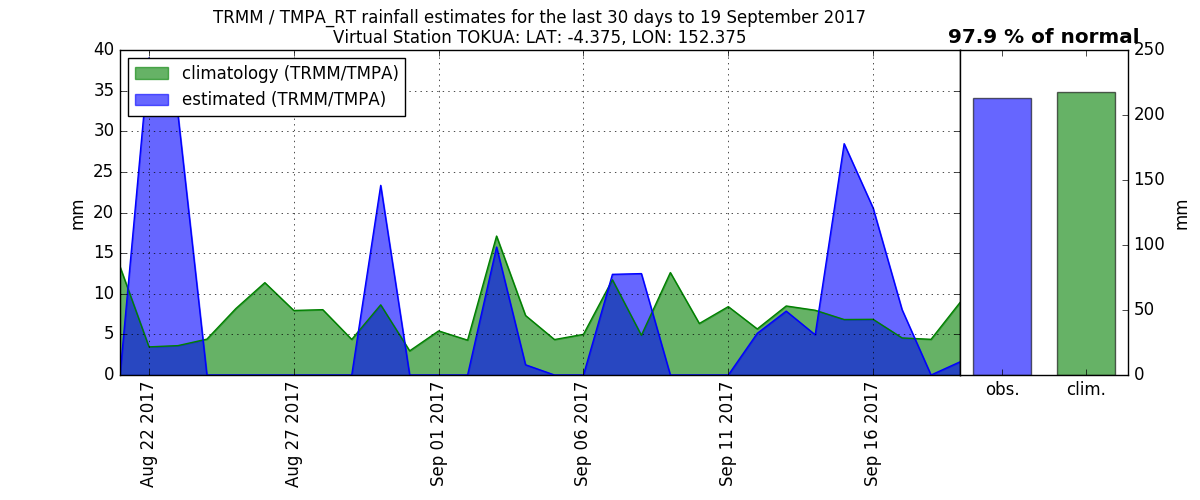 TRMM / TMPA_RT rainfall estimates for the last 30 days to 19 September 2017
Virtual Station TOKUA: LAT: -4.375, LON: 152.375
97.9 % of normal
climatology (TRMM/TMPA)
estimated (TRMM/TMPA)
40
35
30
25
20
15
10
5
0
mm
Aug 22 2017
Aug 27 2017
Sep 01 2017
Sep 06 2017
Sep 11 2017
Sep 16 2017
250
200
150
100
50
0
mm
obs.
clim.